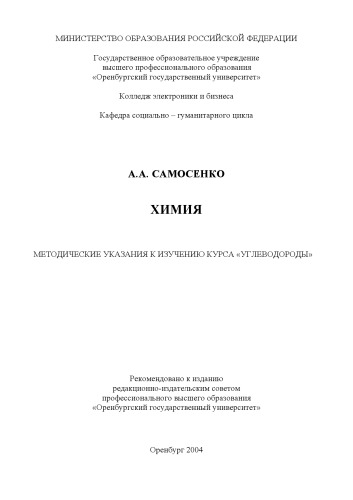 МИНИСТЕРСТВО ОБРАЗОВАНИЯ РОССИЙСКОЙ ФЕДЕРАЦИИ
Государственное образовательное учреждение
высшего профессионального образования
«Оренбургский государственный университет»
Колледж электроники и бизнеса
Кафедра социально – гуманитарного цикла
А.А. САМОСЕНКО
ХИМИЯ
МЕТОДИЧЕСКИЕ УКАЗАНИЯ К ИЗУЧЕНИЮ КУРСА «УГЛЕВОДОРОДЫ»
Рекомендовано к изданию
редакционно-издательским советом
профессионального высшего образования
«Оренбургский государственный университет»
Оренбург 2004